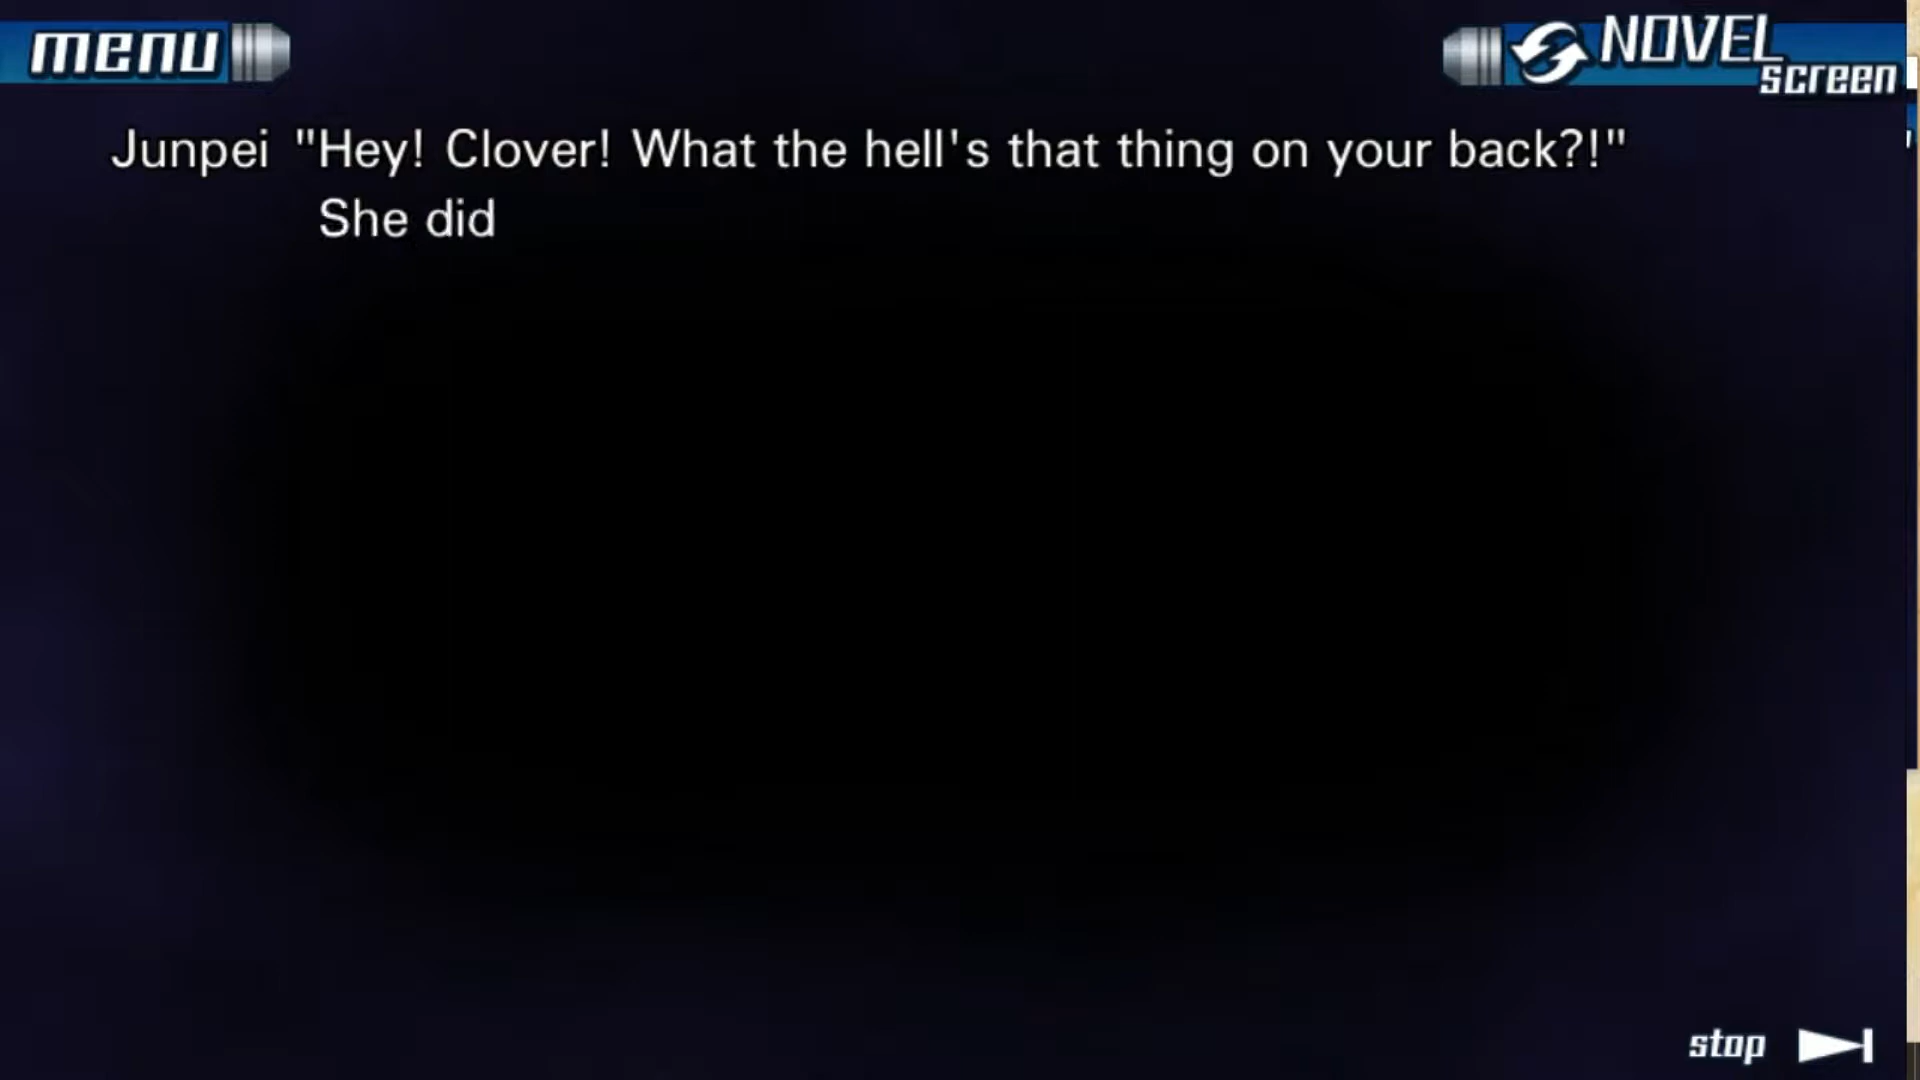 menu
NOVEL
screen
Junpei "Hey! Clover! What the hell's that thing on your back?!"
She did
stop